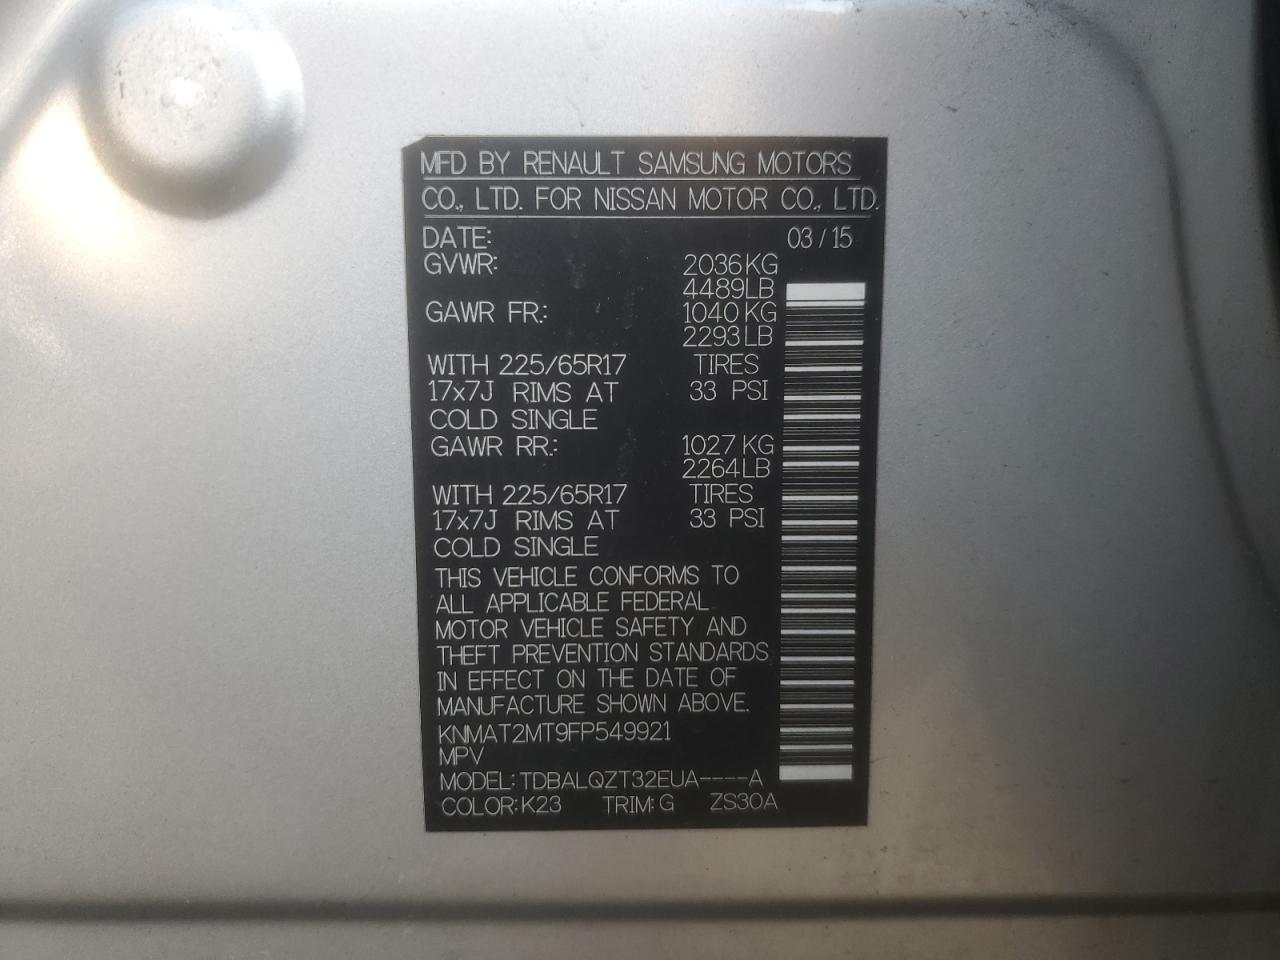 MFD BY RENAULT SAMSUNG MOTORS
CO., LTD. FOR NISSAN MOTOR CO., LTD.
DATE: 03/15
GVWR: 2036KG
4489LB
GAWR FR: 1040KG
2293LB
WITH 225/65R17 TIRES
17x7J RIMS AT 33 PSI
COLD SINGLE
GAWR RR: 1027KG
2264LB
WITH 225/65R17 TIRES
17x7J RIMS AT 33 PSI
COLD SINGLE
THIS VEHICLE CONFORMS TO
ALL APPLICABLE FEDERAL
MOTOR VEHICLE SAFETY AND
THEFT PREVENTION STANDARDS
IN EFFECT ON THE DATE OF
MANUFACTURE SHOWN ABOVE.
KNMAT2MT9FP549921
MPV
MODEL: TDBALQZT32EUA----A
COLOR: K23 TRIM: G ZS30A